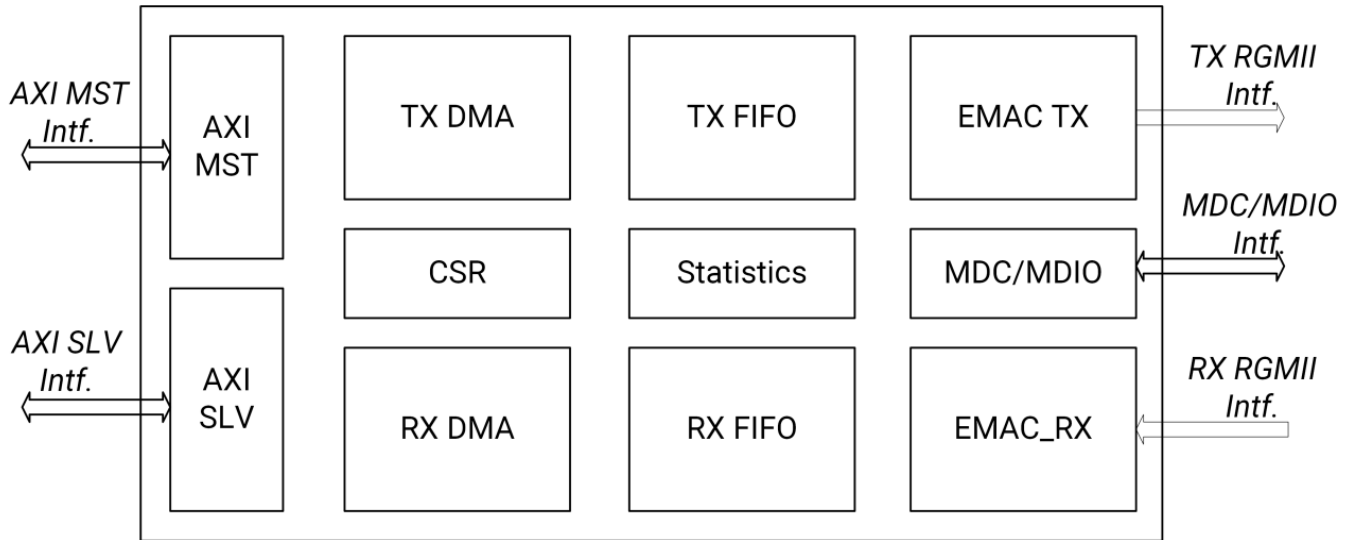 AXI MST
Intf.
AXI
MST
TX DMA
TX FIFO
EMAC TX
TX RGMII
Intf.
CSR
Statistics
MDC/MDIO
MDC/MDIO
Intf.
AXI SLV
Intf.
AXI
SLV
RX DMA
RX FIFO
EMAC_RX
RX RGMII
Intf.